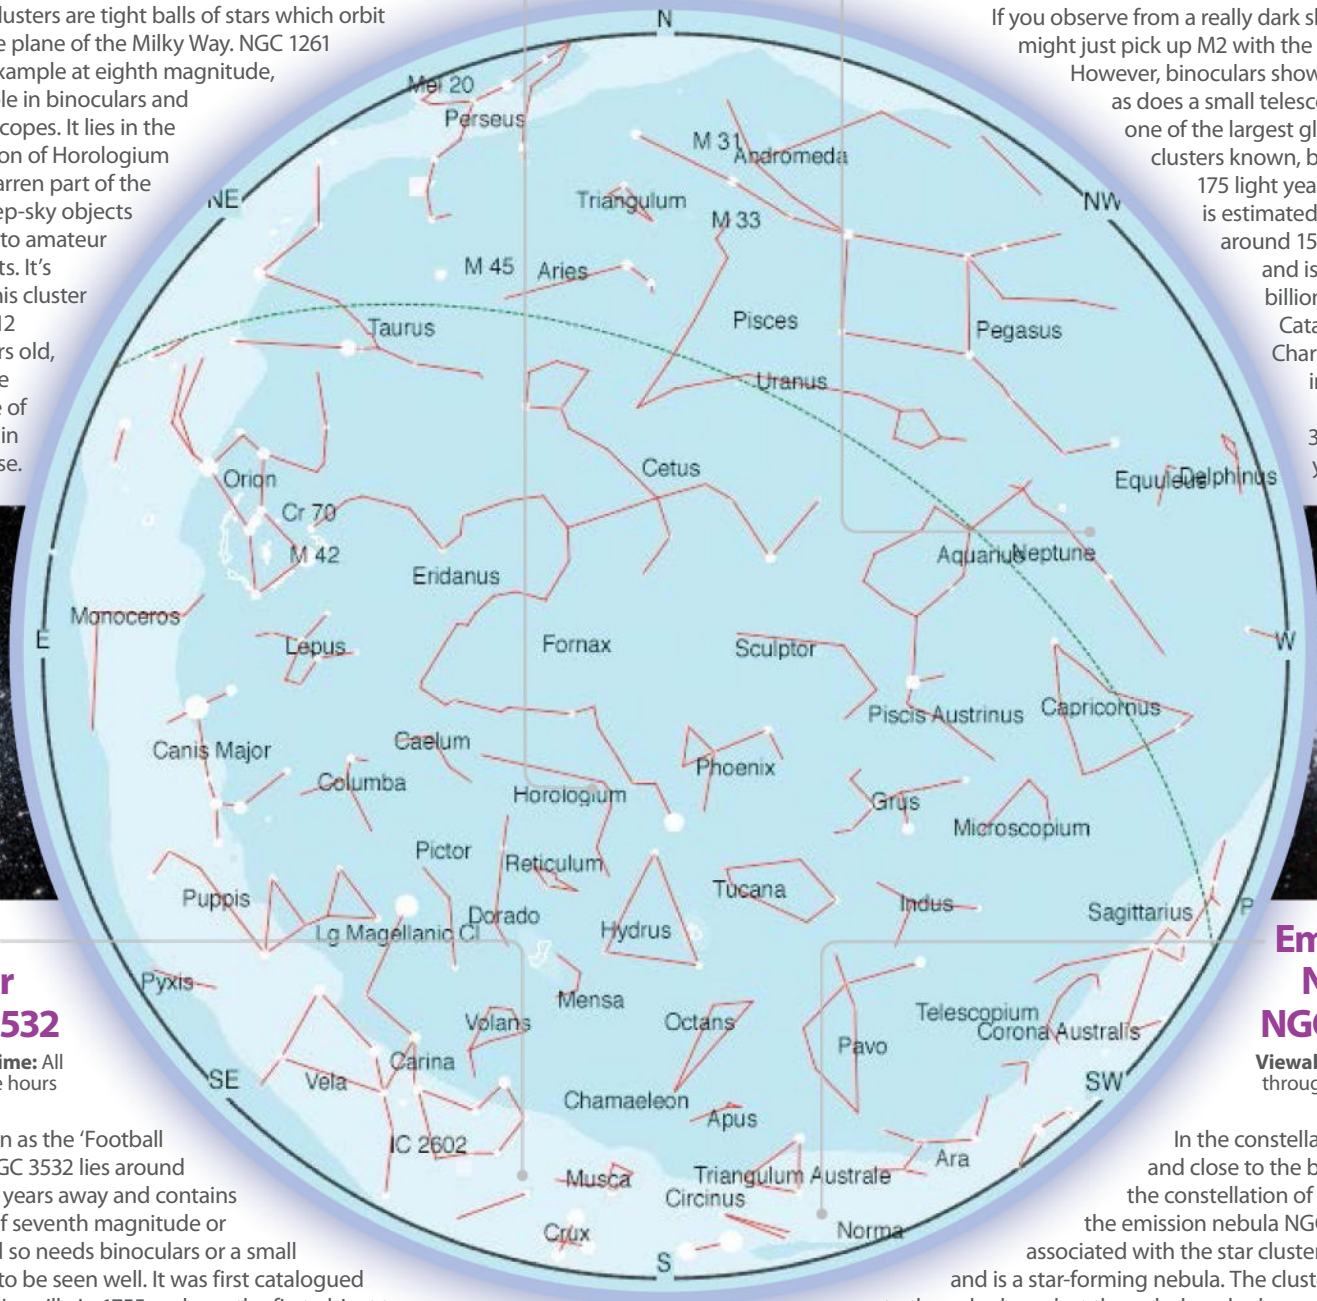 lusters are tight balls of stars which orbit
e plane of the Milky Way. NGC 1261
xample at eighth magnitude,
le in binoculars and
copes. It lies in the
on of Horologium
arren part of the
ep-sky objects
to amateur
ts. It's
his cluster
12
rs old,
e
e of
in
se.
If you observe from a really dark sl
might just pick up M2 with the
However, binoculars show
as does a small telesc
one of the largest gl
clusters known, b
175 light yea
is estimated
around 15
and is
billion
Cata
Char
in
3
y
N
Mel 20
Perseus
M 31
Andromeda
NE
Triangulum
M 33
NW
M 45
Aries
Taurus
Pisces
Pegasus
Uranus
Orion
Cetus
Equuleus
Delphinus
Cr 70
M 42
Eridanus
Aquarius
Neptune
Monoceros
E
Lepus
Fornax
Sculptor
W
Piscis Austrinus
Capricornus
Canis Major
Caelum
Columba
Horologium
Phoenix
Grus
Microscopium
Pictor
Reticulum
Puppis
Tucana
Indus
Sagittarius
P
Dorado
Lg Magellanic Cl
Hydrus
Pyxis
Mensa
Volans
Octans
Telescopium
Corona Australis
Pavo
Carina
SE
Vela
SW
Chamaeleon
Apus
IC 2602
Ara
Musca
Triangulum Australe
Circinus
Crux
Norma
S
r
532
ime: All
e hours
n as the 'Football
GC 3532 lies around
years away and contains
f seventh magnitude or
d so needs binoculars or a small
to be seen well. It was first catalogued
Em
N
NGC
Viewal
throug
In the constella
and close to the b
the constellation of
the emission nebula NGC
associated with the star cluster
and is a star-forming nebula. The clust